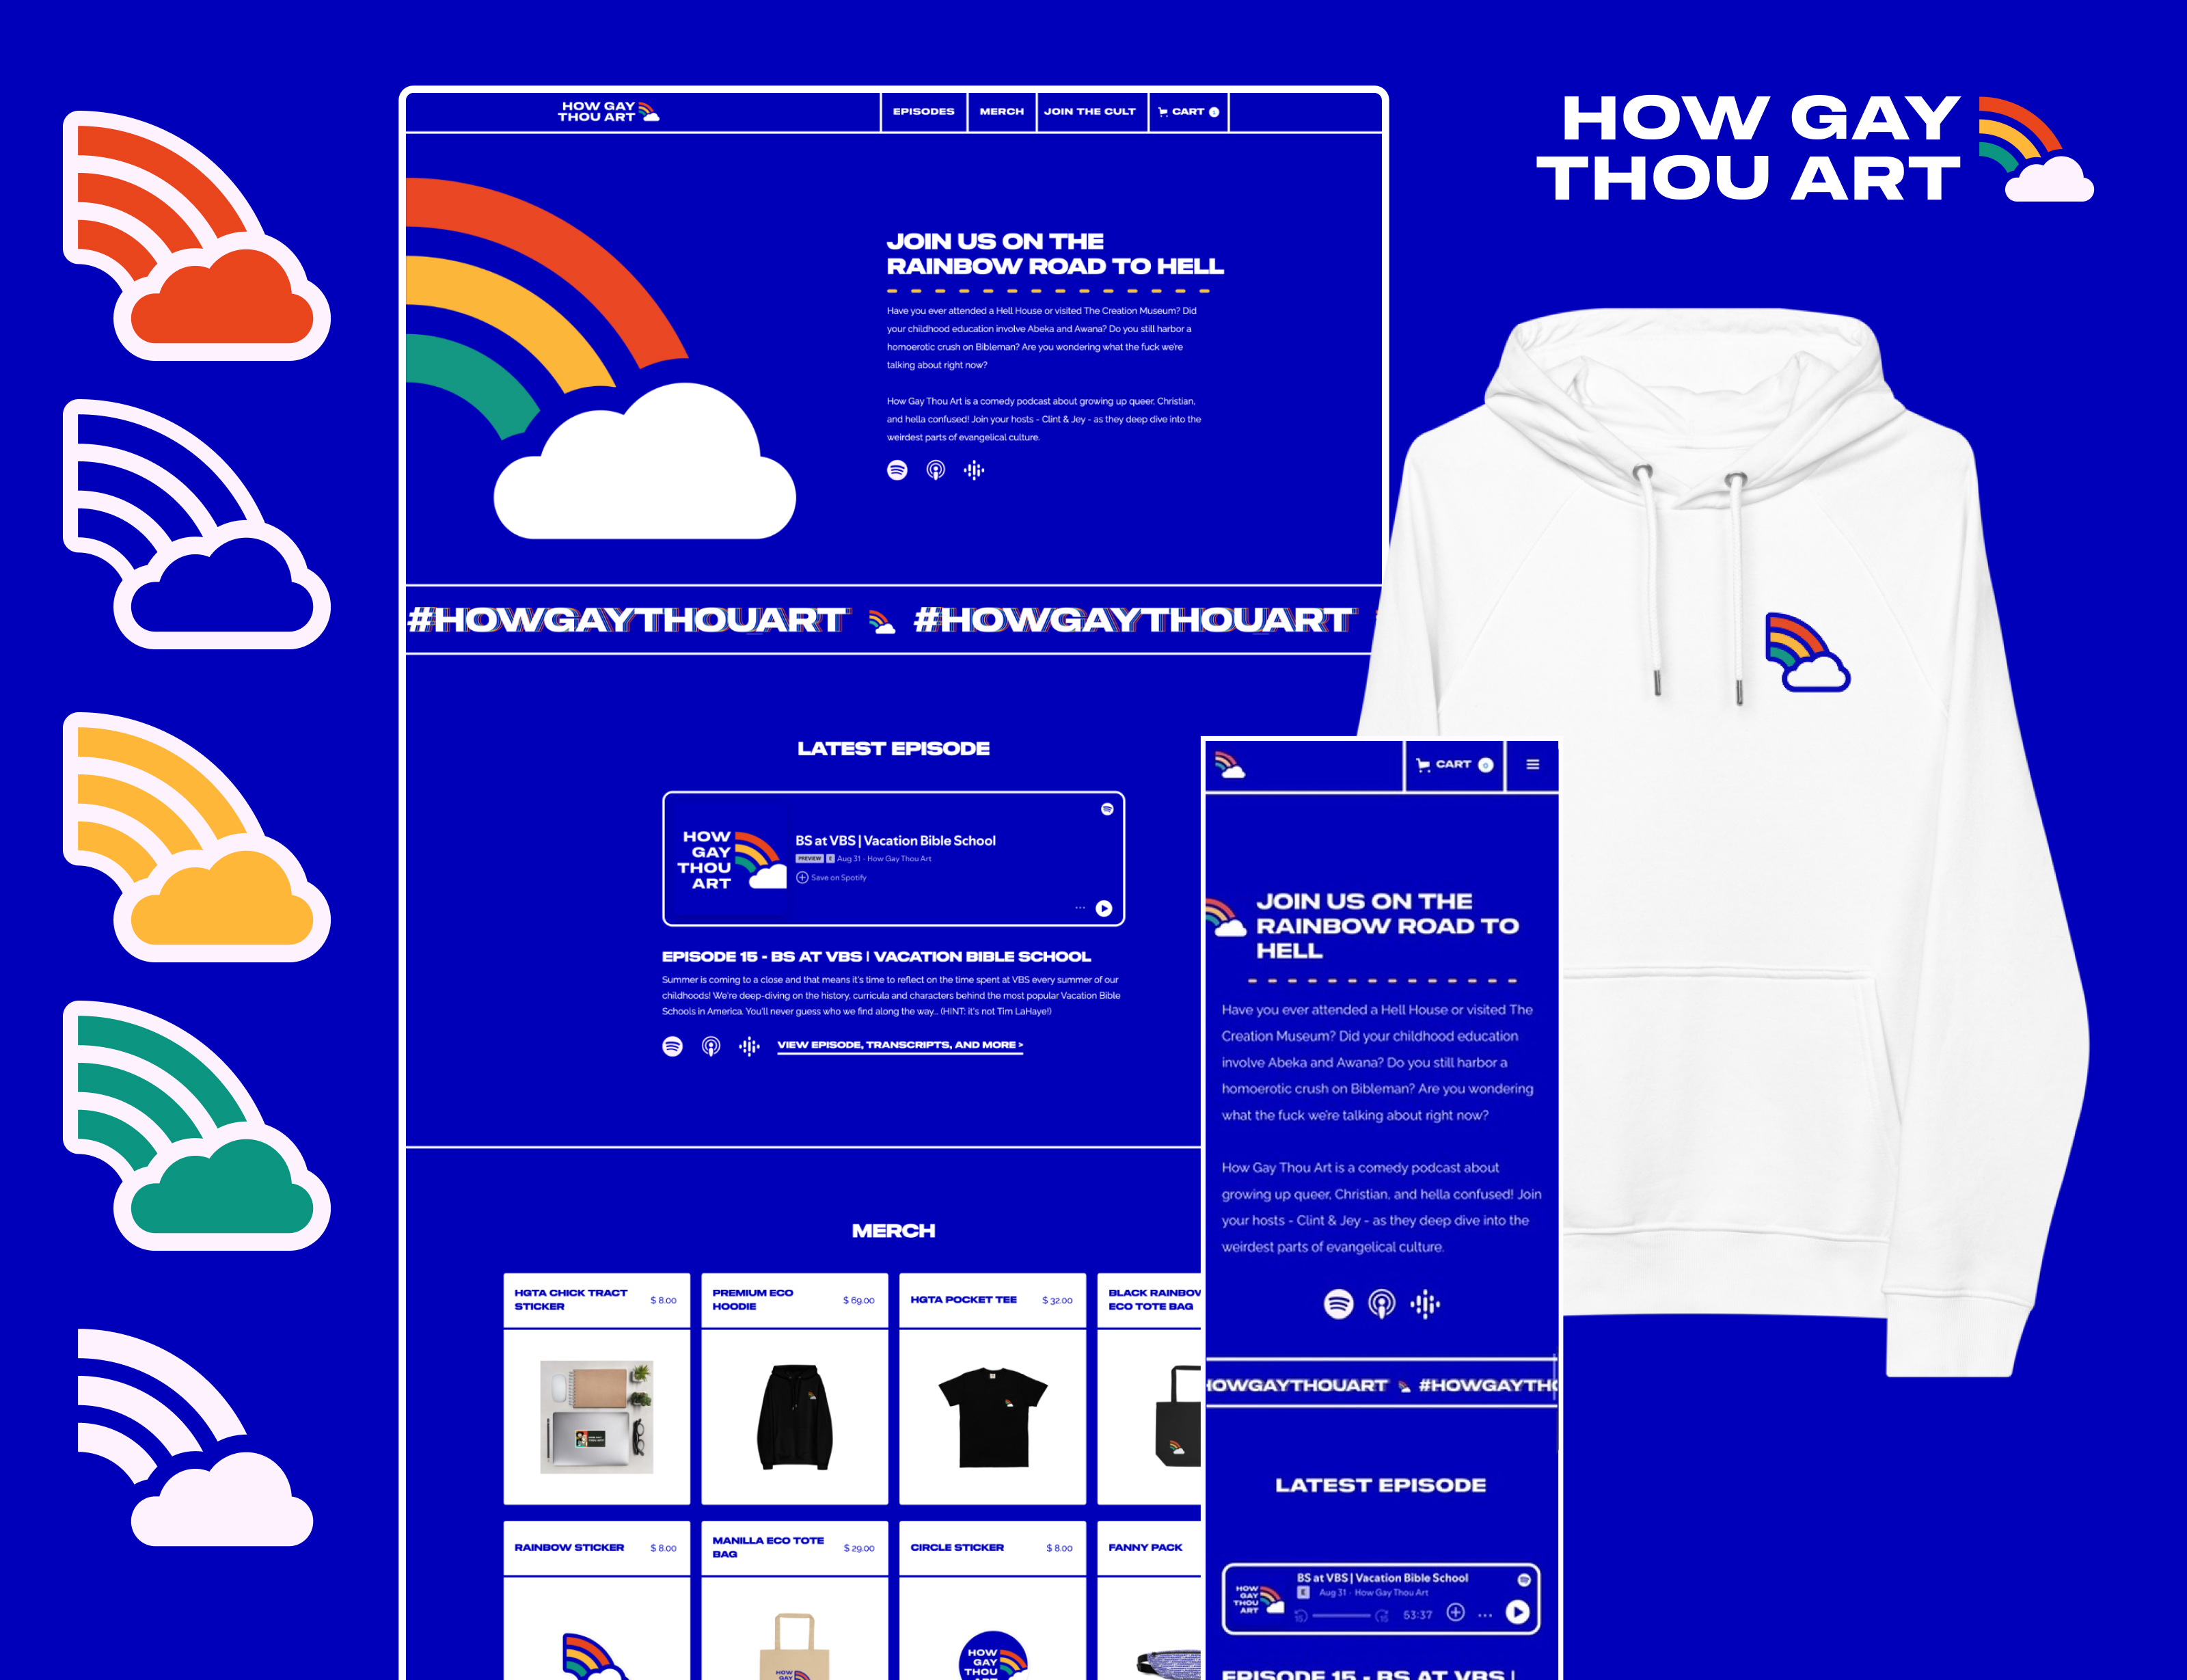 HOW GAY
THOU ART
EPISODES
MERCH
JOIN THE CULT
CART 1
HOW GAY
THOU ART
JOIN US ON THE
RAINBOW ROAD TO HELL
Have you ever attended a Hell House or visited The Creation Museum? Did
your childhood education involve Abeka and Awana? Do you still harbor a
homoerotic crush on Bibleman? Are you wondering what the fuck we're
talking about right now?
How Gay Thou Art is a comedy podcast about growing up queer, Christian,
and hella confused! Join your hosts - Clint & Jey - as they deep dive into the
weirdest parts of evangelical culture.
#HOWGAYTHOUART
#HOWGAYTHOUART
LATEST EPISODE
HOW
GAY
THOU
ART
BS at VBS | Vacation Bible School
PREVIEW E Aug 31 · How Gay Thou Art
Save on Spotify
EPISODE 15 - BS AT VBS | VACATION BIBLE SCHOOL
Summer is coming to a close and that means it's time to reflect on the time spent at VBS every summer of our
childhoods! We're deep-diving on the history, curricula and characters behind the most popular Vacation Bible
Schools in America. You'll never guess who we find along the way... (HINT: it's not Tim LaHaye!)
VIEW EPISODE, TRANSCRIPTS, AND MORE >
MERCH
HGTA CHICK TRACT
STICKER
$ 8.00
PREMIUM ECO
HOODIE
$ 69.00
HGTA POCKET TEE
$ 32.00
BLACK RAINBOW
ECO TOTE BAG
RAINBOW STICKER
$ 8.00
MANILLA ECO TOTE
BAG
$ 29.00
CIRCLE STICKER
$ 8.00
FANNY PACK
HOW
GAY
HOW
GAY
THOU
CART 0
JOIN US ON THE
RAINBOW ROAD TO
HELL
Have you ever attended a Hell House or visited The
Creation Museum? Did your childhood education
involve Abeka and Awana? Do you still harbor a
homoerotic crush on Bibleman? Are you wondering
what the fuck we're talking about right now?
How Gay Thou Art is a comedy podcast about
growing up queer, Christian, and hella confused! Join
your hosts - Clint & Jey - as they deep dive into the
weirdest parts of evangelical culture.
HOWGAYTHOUART
#HOWGAYTHO
LATEST EPISODE
HOW
GAY
THOU
ART
BS at VBS | Vacation Bible School
E Aug 31 · How Gay Thou Art
15
15
53:37
EPISODE 15 - BS AT VBS |